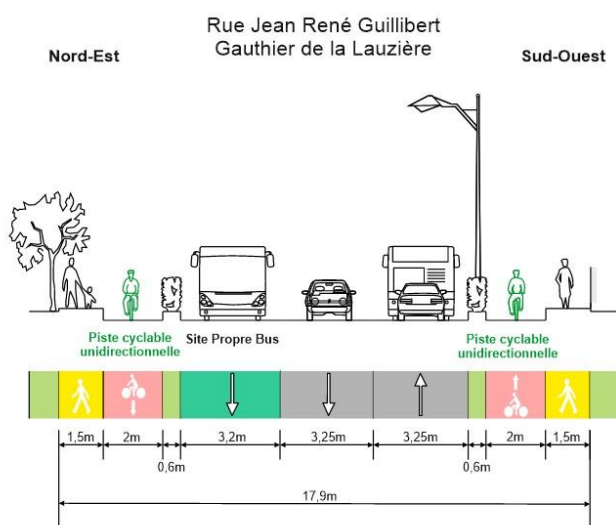 Rue Jean René Guillibert
Gauthier de la Lauzière
Nord-Est
Sud-Ouest
Piste cyclable
unidirectionnelle
Site Propre Bus
Piste cyclable
unidirectionnelle
1,5m
2m
0,6m
3,2m
3,25m
3,25m
0,6m
2m
1,5m
17,9m